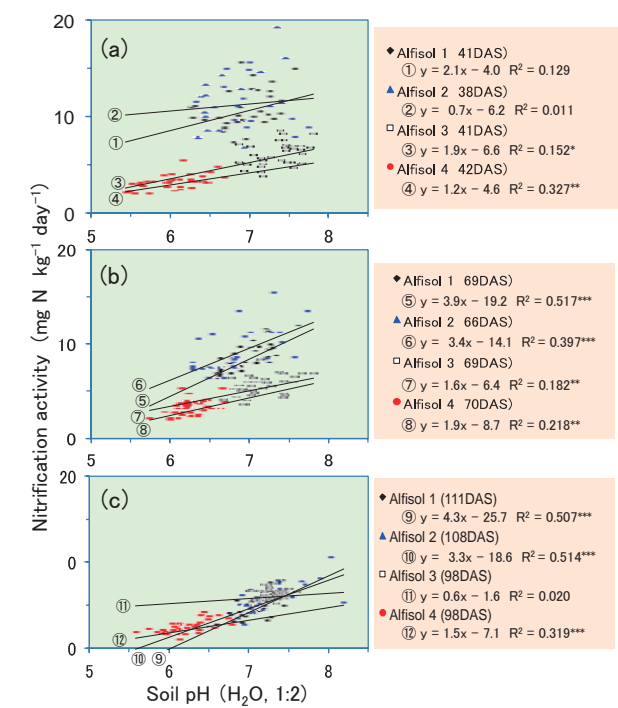 Nitrification activity (mg N kg⁻¹ day⁻¹)
20
(a)
10
②
①
③
④
0
5
6
7
8
◆ Alfisol 1 41DAS)
① y = 2.1x − 4.0 R² = 0.129
▲ Alfisol 2 38DAS)
② y = 0.7x − 6.2 R² = 0.011
□ Alfisol 3 41DAS)
③ y = 1.9x − 6.6 R² = 0.152*
● Alfisol 4 42DAS)
④ y = 1.2x − 4.6 R² = 0.327**
20
(b)
10
⑥
⑤
⑦
⑧
0
5
6
7
8
◆ Alfisol 1 69DAS)
⑤ y = 3.9x − 19.2 R² = 0.517***
▲ Alfisol 2 66DAS)
⑥ y = 3.4x − 14.1 R² = 0.397***
□ Alfisol 3 69DAS)
⑦ y = 1.6x − 6.4 R² = 0.182**
● Alfisol 4 70DAS)
⑧ y = 1.9x − 8.7 R² = 0.218**
20
(c)
0
⑪
⑫
0
⑩ ⑨
5
6
7
8
Soil pH (H₂O, 1:2)
◆ Alfisol 1 (111DAS)
⑨ y = 4.3x − 25.7 R² = 0.507***
▲ Alfisol 2 (108DAS)
⑩ y = 3.3x − 18.6 R² = 0.514***
□ Alfisol 3 (98DAS)
⑪ y = 0.6x − 1.6 R² = 0.020
● Alfisol 4 (98DAS)
⑫ y = 1.5x − 7.1 R² = 0.319***